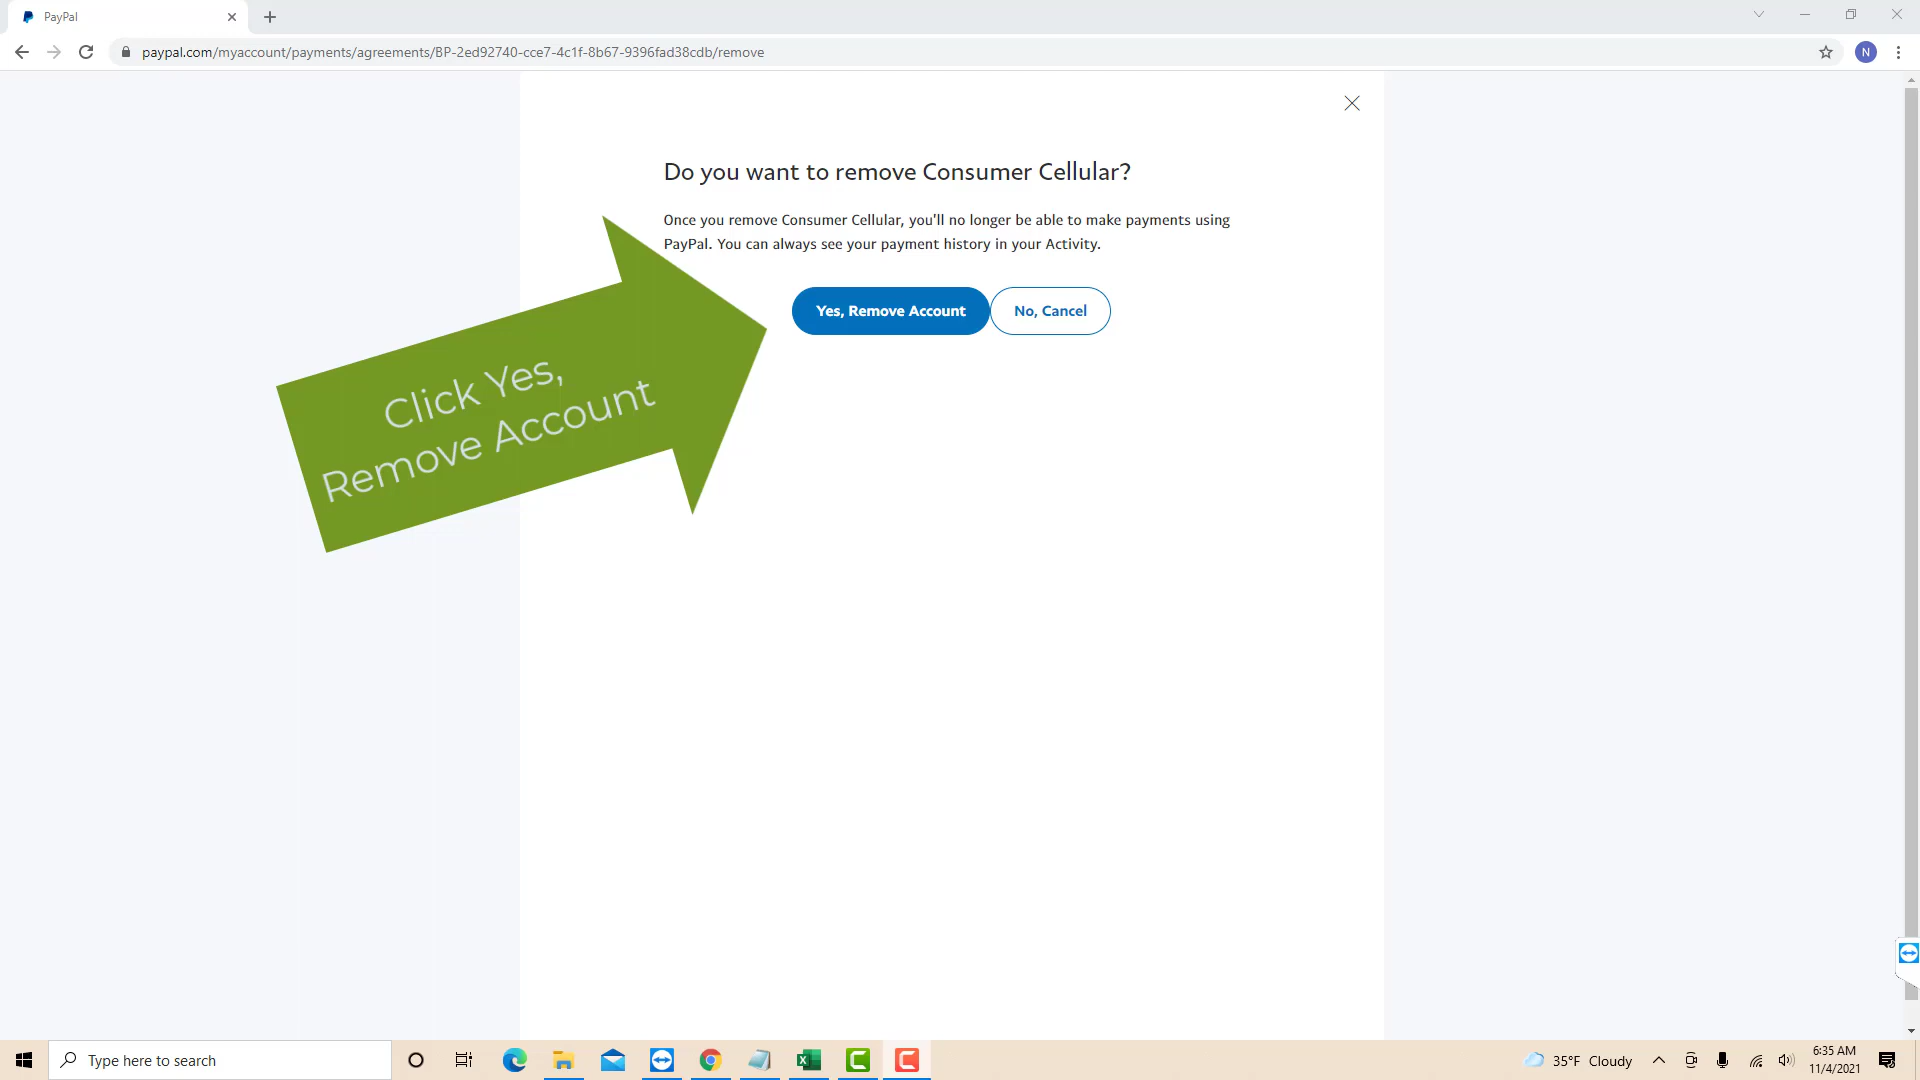 PayPal
paypal.com/myaccount/payments/agreements/BP-2ed92740-cce7-4c1f-8b67-9396fad38cdb/remove
N
Do you want to remove Consumer Cellular?
Once you remove Consumer Cellular, you'll no longer be able to make payments using
PayPal. You can always see your payment history in your Activity.
Yes, Remove Account
No, Cancel
Click Yes,
Remove Account
Type here to search
35°F Cloudy
6:35 AM
11/4/2021